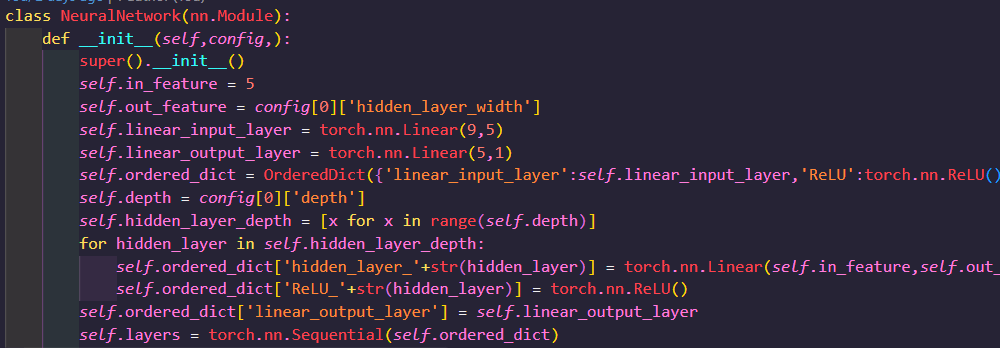 class NeuralNetwork(nn.Module):
    def __init__(self,config,):
        super().__init__()
        self.in_feature = 5
        self.out_feature = config[0]['hidden_layer_width']
        self.linear_input_layer = torch.nn.Linear(9,5)
        self.linear_output_layer = torch.nn.Linear(5,1)
        self.ordered_dict = OrderedDict({'linear_input_layer':self.linear_input_layer,'ReLU':torch.nn.ReLU()
        self.depth = config[0]['depth']
        self.hidden_layer_depth = [x for x in range(self.depth)]
        for hidden_layer in self.hidden_layer_depth:
            self.ordered_dict['hidden_layer_'+str(hidden_layer)] = torch.nn.Linear(self.in_feature,self.out_
            self.ordered_dict['ReLU_'+str(hidden_layer)] = torch.nn.ReLU()
        self.ordered_dict['linear_output_layer'] = self.linear_output_layer
        self.layers = torch.nn.Sequential(self.ordered_dict)